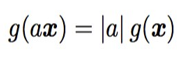 g(ax) = |a| g(x)